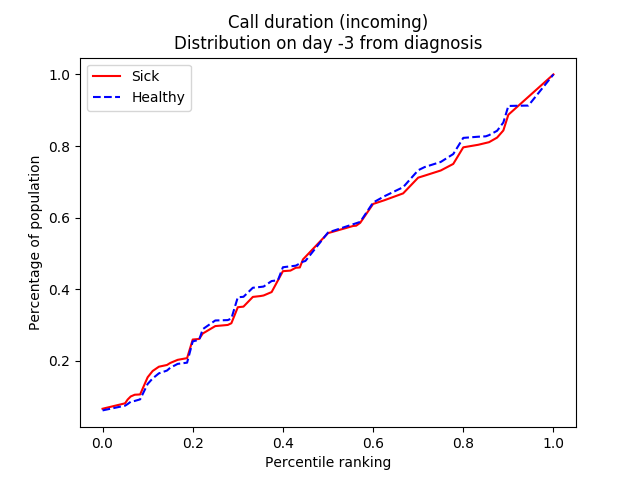 Call duration (incoming)
Distribution on day -3 from diagnosis
Sick
Healthy
Percentage of population
1.0
0.8
0.6
0.4
0.2
0.0
0.2
0.4
0.6
0.8
1.0
Percentile ranking